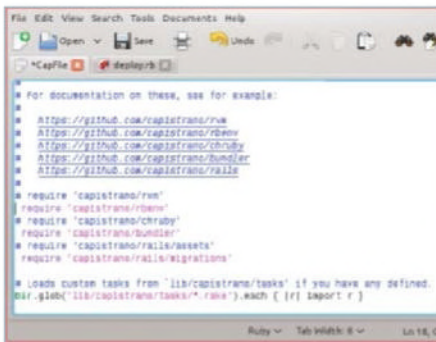 File Edit View Search Tools Documents Help
Open Save Undo
*CapFile deploy.rb
#
# For documentation on these, see for example:
#
# https://github.com/capistrano/rvm
# https://github.com/capistrano/rbenv
# https://github.com/capistrano/chruby
# https://github.com/capistrano/bundler
# https://github.com/capistrano/rails
#
# require 'capistrano/rvm'
require 'capistrano/rbenv'
# require 'capistrano/chruby'
require 'capistrano/bundler'
# require 'capistrano/rails/assets'
require 'capistrano/rails/migrations'
# Loads custom tasks from `lib/capistrano/tasks' if you have any defined.
Dir.glob('lib/capistrano/tasks/*.rake').each { |r| import r }
Ruby Tab Width: 8 Ln 18,